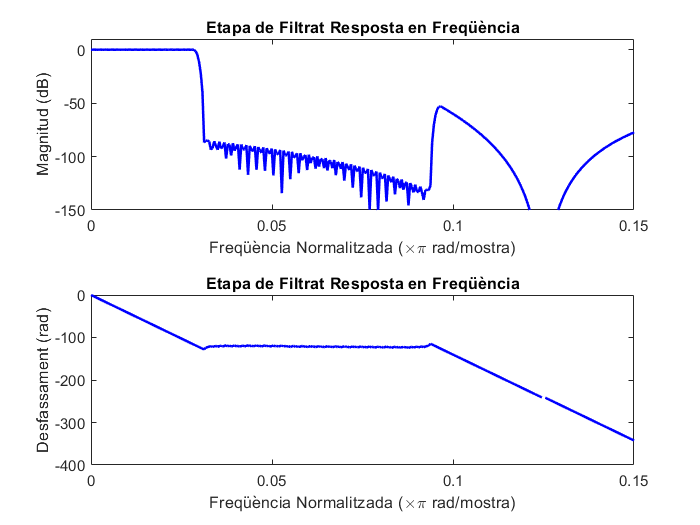 Etapa de Filtrat Resposta en Freqüència
Magnitud (dB)
0
-50
-100
-150
0
0.05
0.1
0.15
Freqüència Normalitzada (×π rad/mostra)
Etapa de Filtrat Resposta en Freqüència
Desfassament (rad)
0
-100
-200
-300
-400
0
0.05
0.1
0.15
Freqüència Normalitzada (×π rad/mostra)